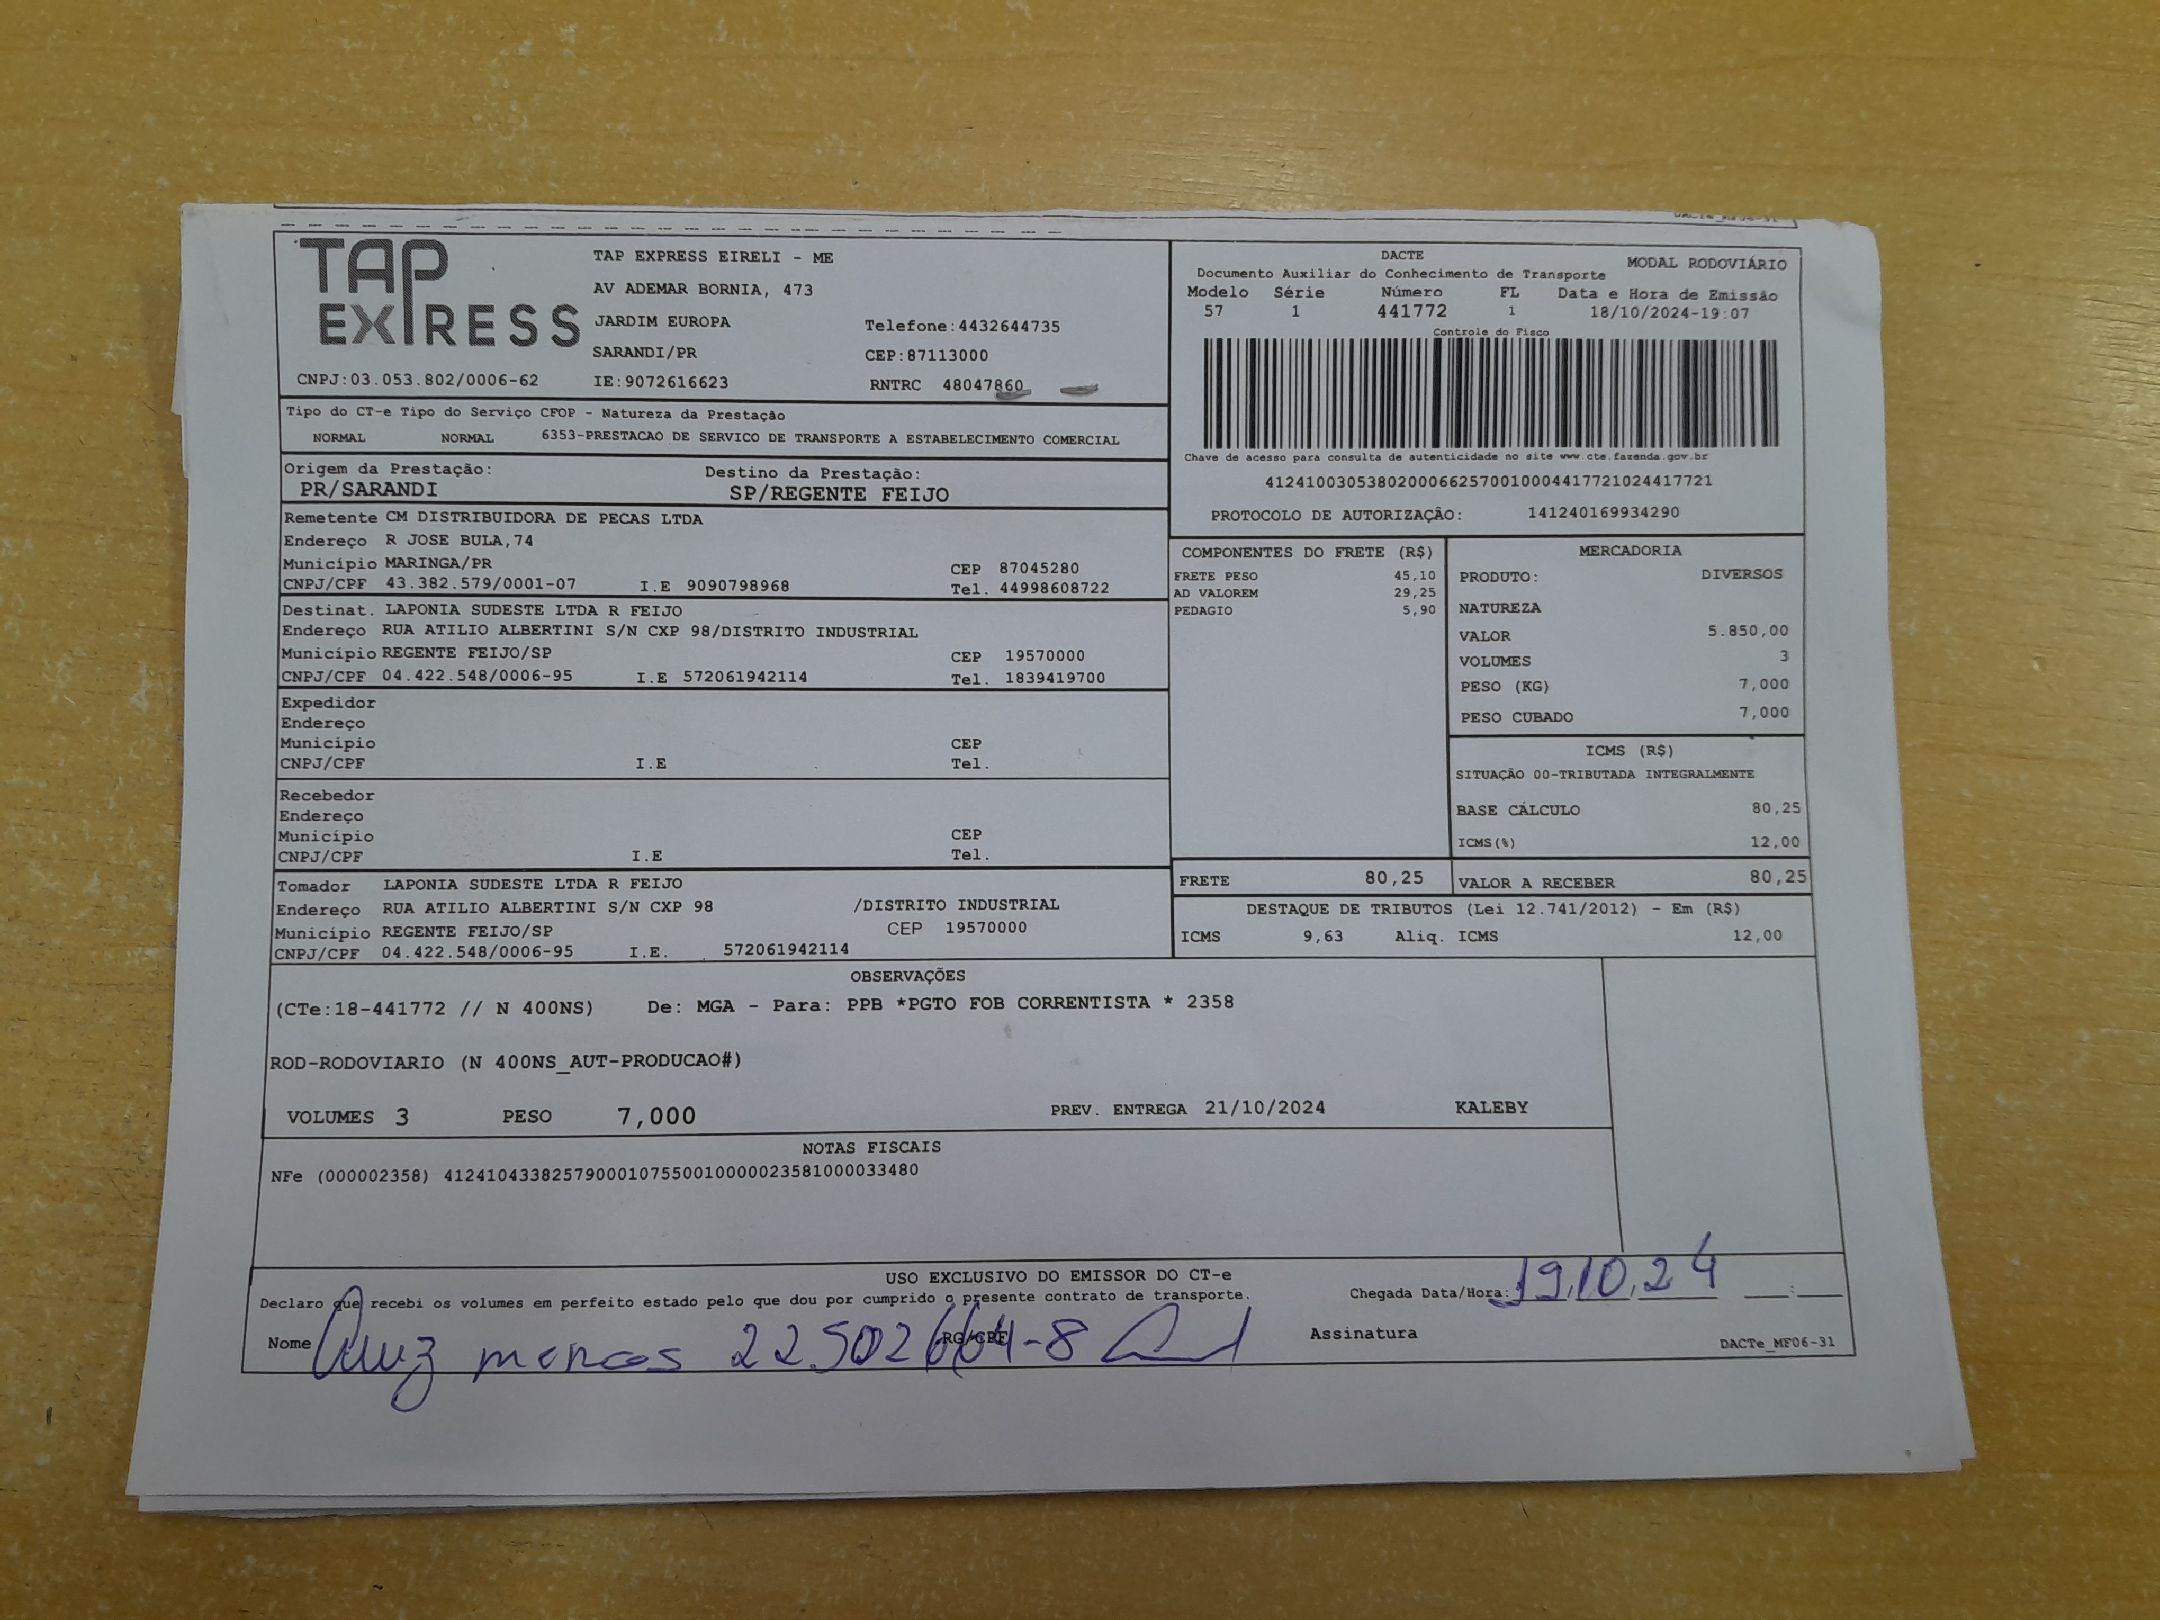 TAP EXPRESS
TAP EXPRESS EIRELI - ME
AV ADEMAR BORNIA, 473
JARDIM EUROPA Telefone:4432644735
SARANDI/PR CEP:87113000
CNPJ:03.053.802/0006-62 IE:9072616623 RNTRC 48047860
DACTE MODAL RODOVIÁRIO
Documento Auxiliar do Conhecimento de Transporte
Modelo Série Número FL Data e Hora de Emissão
57 1 441772 1 18/10/2024-19:07
Controle do Fisco
Chave de acesso para consulta de autenticidade no site www.cte.fazenda.gov.br
41241003053802000662570010004417721024417721
PROTOCOLO DE AUTORIZAÇÃO: 141240169934290
Tipo do CT-e Tipo do Serviço CFOP - Natureza da Prestação
NORMAL NORMAL 6353-PRESTACAO DE SERVICO DE TRANSPORTE A ESTABELECIMENTO COMERCIAL
Origem da Prestação: Destino da Prestação:
PR/SARANDI SP/REGENTE FEIJO
Remetente CM DISTRIBUIDORA DE PECAS LTDA
Endereço R JOSE BULA,74
Município MARINGA/PR CEP 87045280
CNPJ/CPF 43.382.579/0001-07 I.E 9090798968 Tel. 44998608722
Destinat. LAPONIA SUDESTE LTDA R FEIJO
Endereço RUA ATILIO ALBERTINI S/N CXP 98/DISTRITO INDUSTRIAL
Município REGENTE FEIJO/SP CEP 19570000
CNPJ/CPF 04.422.548/0006-95 I.E 572061942114 Tel. 1839419700
Expedidor
Endereço
Município CEP
CNPJ/CPF I.E Tel.
Recebedor
Endereço
Município CEP
CNPJ/CPF I.E Tel.
Tomador LAPONIA SUDESTE LTDA R FEIJO
Endereço RUA ATILIO ALBERTINI S/N CXP 98 /DISTRITO INDUSTRIAL
Município REGENTE FEIJO/SP CEP 19570000
CNPJ/CPF 04.422.548/0006-95 I.E. 572061942114
COMPONENTES DO FRETE (R$)
FRETE PESO 45,10
AD VALOREM 29,25
PEDAGIO 5,90
MERCADORIA
PRODUTO: DIVERSOS
NATUREZA
VALOR 5.850,00
VOLUMES 3
PESO (KG) 7,000
PESO CUBADO 7,000
ICMS (R$)
SITUAÇÃO 00-TRIBUTADA INTEGRALMENTE
BASE CÁLCULO 80,25
ICMS(%) 12,00
FRETE 80,25 VALOR A RECEBER 80,25
DESTAQUE DE TRIBUTOS (Lei 12.741/2012) - Em (R$)
ICMS 9,63 Aliq. ICMS 12,00
OBSERVAÇÕES
(CTe:18-441772 // N 400NS) De: MGA - Para: PPB *PGTO FOB CORRENTISTA * 2358
ROD-RODOVIARIO (N 400NS_AUT-PRODUCAO#)
VOLUMES 3 PESO 7,000 PREV. ENTREGA 21/10/2024 KALEBY
NOTAS FISCAIS
NFe (000002358) 41241043382579000107550010000023581000033480
USO EXCLUSIVO DO EMISSOR DO CT-e
Declaro que recebi os volumes em perfeito estado pelo que dou por cumprido o presente contrato de transporte. Chegada Data/Hora: 19,10,24 __:__
Nome 22502664-8 RG/CPF Assinatura DACTe_MF06-31